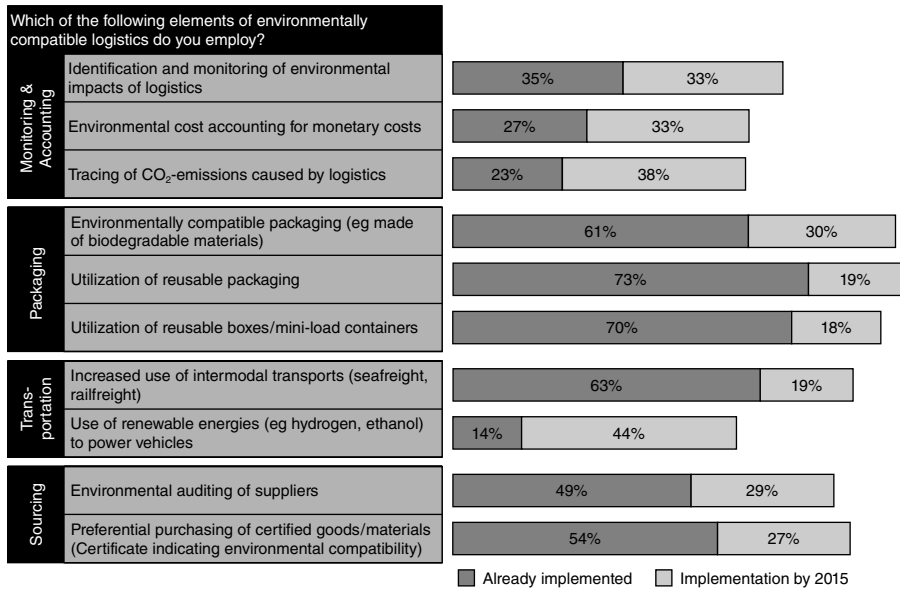 Which of the following elements of environmentally
compatible logistics do you employ?
Monitoring &
Accounting
Identification and monitoring of environmental
impacts of logistics
35% 33%
Environmental cost accounting for monetary costs
27% 33%
Tracing of CO₂-emissions caused by logistics
23% 38%
Packaging
Environmentally compatible packaging (eg made
of biodegradable materials)
61% 30%
Utilization of reusable packaging
73% 19%
Utilization of reusable boxes/mini-load containers
70% 18%
Trans-
portation
Increased use of intermodal transports (seafreight,
railfreight)
63% 19%
Use of renewable energies (eg hydrogen, ethanol)
to power vehicles
14% 44%
Sourcing
Environmental auditing of suppliers
49% 29%
Preferential purchasing of certified goods/materials
(Certificate indicating environmental compatibility)
54% 27%
Already implemented Implementation by 2015